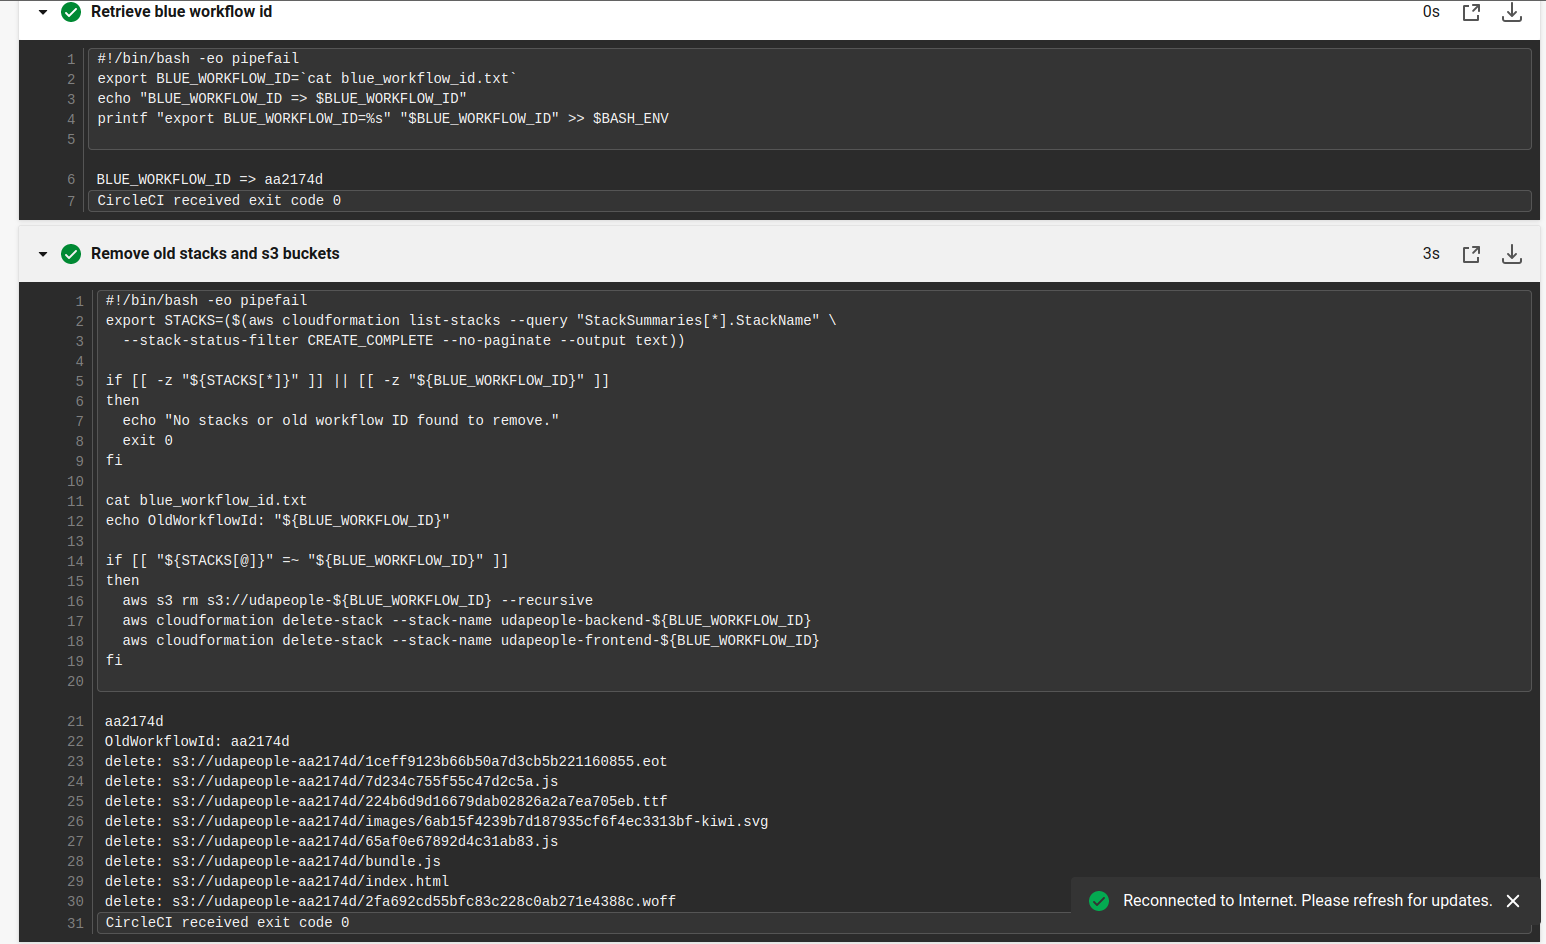 Retrieve blue workflow id
0s
1 #!/bin/bash -eo pipefail
2 export BLUE_WORKFLOW_ID=`cat blue_workflow_id.txt`
3 echo "BLUE_WORKFLOW_ID => $BLUE_WORKFLOW_ID"
4 printf "export BLUE_WORKFLOW_ID=%s" "$BLUE_WORKFLOW_ID" >> $BASH_ENV
5
6 BLUE_WORKFLOW_ID => aa2174d
7 CircleCI received exit code 0
Remove old stacks and s3 buckets
3s
1 #!/bin/bash -eo pipefail
2 export STACKS=($(aws cloudformation list-stacks --query "StackSummaries[*].StackName" \
3   --stack-status-filter CREATE_COMPLETE --no-paginate --output text))
4
5 if [[ -z "${STACKS[*]}" ]] || [[ -z "${BLUE_WORKFLOW_ID}" ]]
6 then
7   echo "No stacks or old workflow ID found to remove."
8   exit 0
9 fi
10
11 cat blue_workflow_id.txt
12 echo OldWorkflowId: "${BLUE_WORKFLOW_ID}"
13
14 if [[ "${STACKS[@]}" =~ "${BLUE_WORKFLOW_ID}" ]]
15 then
16   aws s3 rm s3://udapeople-${BLUE_WORKFLOW_ID} --recursive
17   aws cloudformation delete-stack --stack-name udapeople-backend-${BLUE_WORKFLOW_ID}
18   aws cloudformation delete-stack --stack-name udapeople-frontend-${BLUE_WORKFLOW_ID}
19 fi
20
21 aa2174d
22 OldWorkflowId: aa2174d
23 delete: s3://udapeople-aa2174d/1ceff9123b66b50a7d3cb5b221160855.eot
24 delete: s3://udapeople-aa2174d/7d234c755f55c47d2c5a.js
25 delete: s3://udapeople-aa2174d/224b6d9d16679dab02826a2a7ea705eb.ttf
26 delete: s3://udapeople-aa2174d/images/6ab15f4239b7d187935cf6f4ec3313bf-kiwi.svg
27 delete: s3://udapeople-aa2174d/65af0e67892d4c31ab83.js
28 delete: s3://udapeople-aa2174d/bundle.js
29 delete: s3://udapeople-aa2174d/index.html
30 delete: s3://udapeople-aa2174d/2fa692cd55bfc83c228c0ab271e4388c.woff
31 CircleCI received exit code 0
Reconnected to Internet. Please refresh for updates.